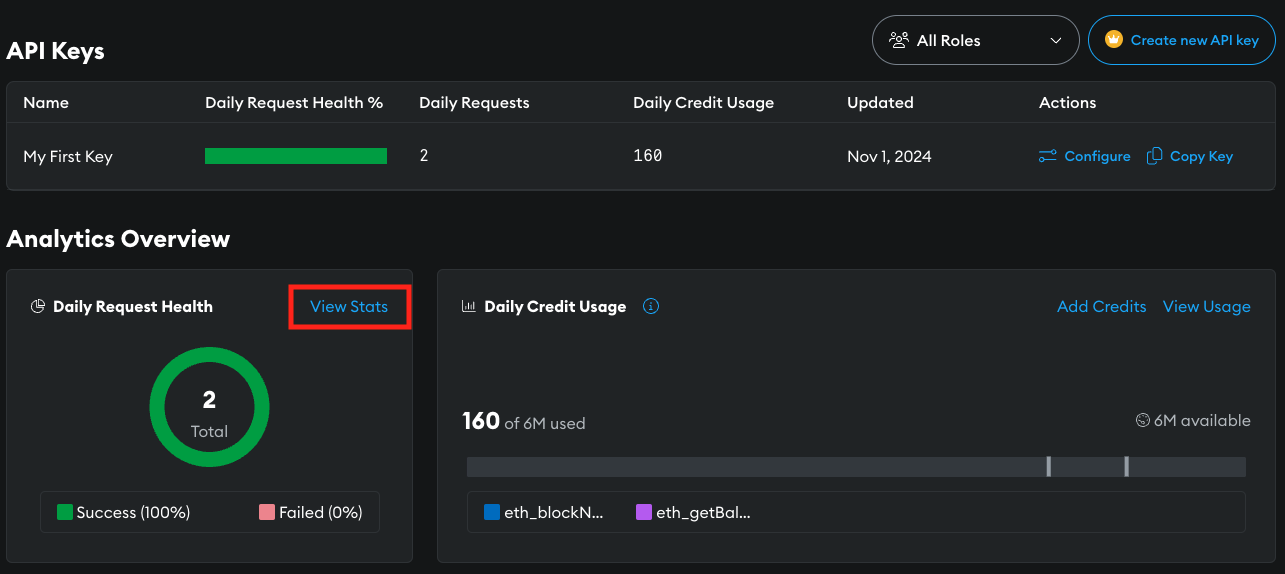 API Keys
All Roles
Create new API key
Name Daily Request Health % Daily Requests Daily Credit Usage Updated Actions
My First Key 2 160 Nov 1, 2024 Configure Copy Key
Analytics Overview
Daily Request Health View Stats
2
Total
Success (100%) Failed (0%)
Daily Credit Usage Add Credits View Usage
160 of 6M used 6M available
eth_blockN... eth_getBal...